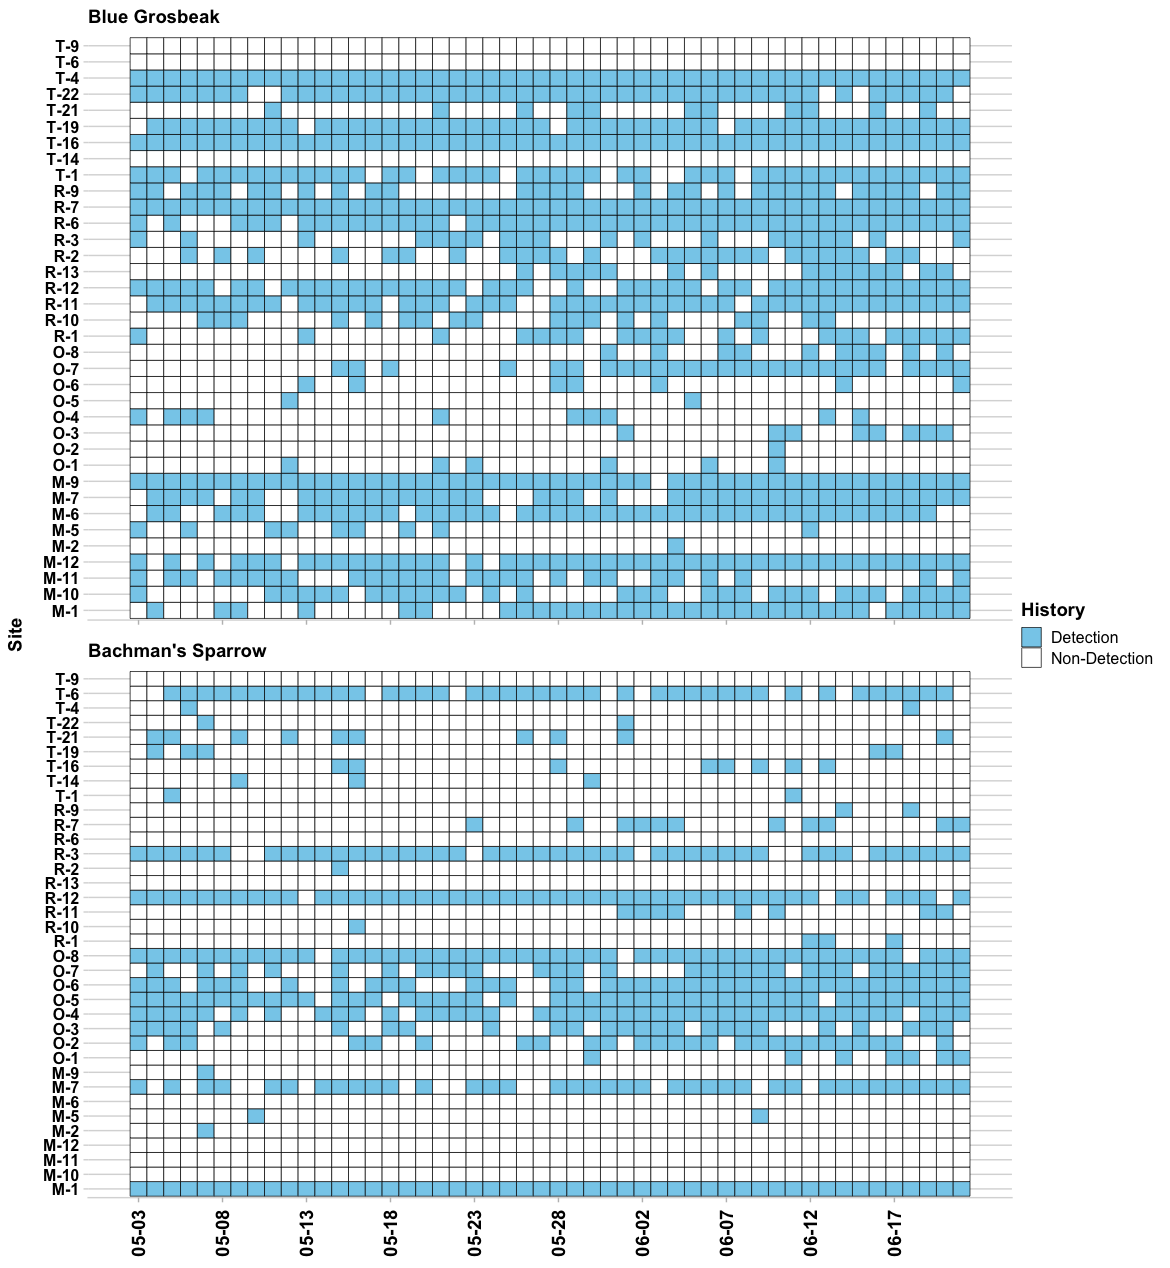 Blue Grosbeak
T-9
T-6
T-4
T-22
T-21
T-19
T-16
T-14
T-1
R-9
R-7
R-6
R-3
R-2
R-13
R-12
R-11
R-10
R-1
O-8
O-7
O-6
O-5
O-4
O-3
O-2
O-1
M-9
M-7
M-6
M-5
M-2
M-12
M-11
M-10
M-1
Site
History
Detection
Non-Detection
Bachman's Sparrow
T-9
T-6
T-4
T-22
T-21
T-19
T-16
T-14
T-1
R-9
R-7
R-6
R-3
R-2
R-13
R-12
R-11
R-10
R-1
O-8
O-7
O-6
O-5
O-4
O-3
O-2
O-1
M-9
M-7
M-6
M-5
M-2
M-12
M-11
M-10
M-1
05-03
05-08
05-13
05-18
05-23
05-28
06-02
06-07
06-12
06-17